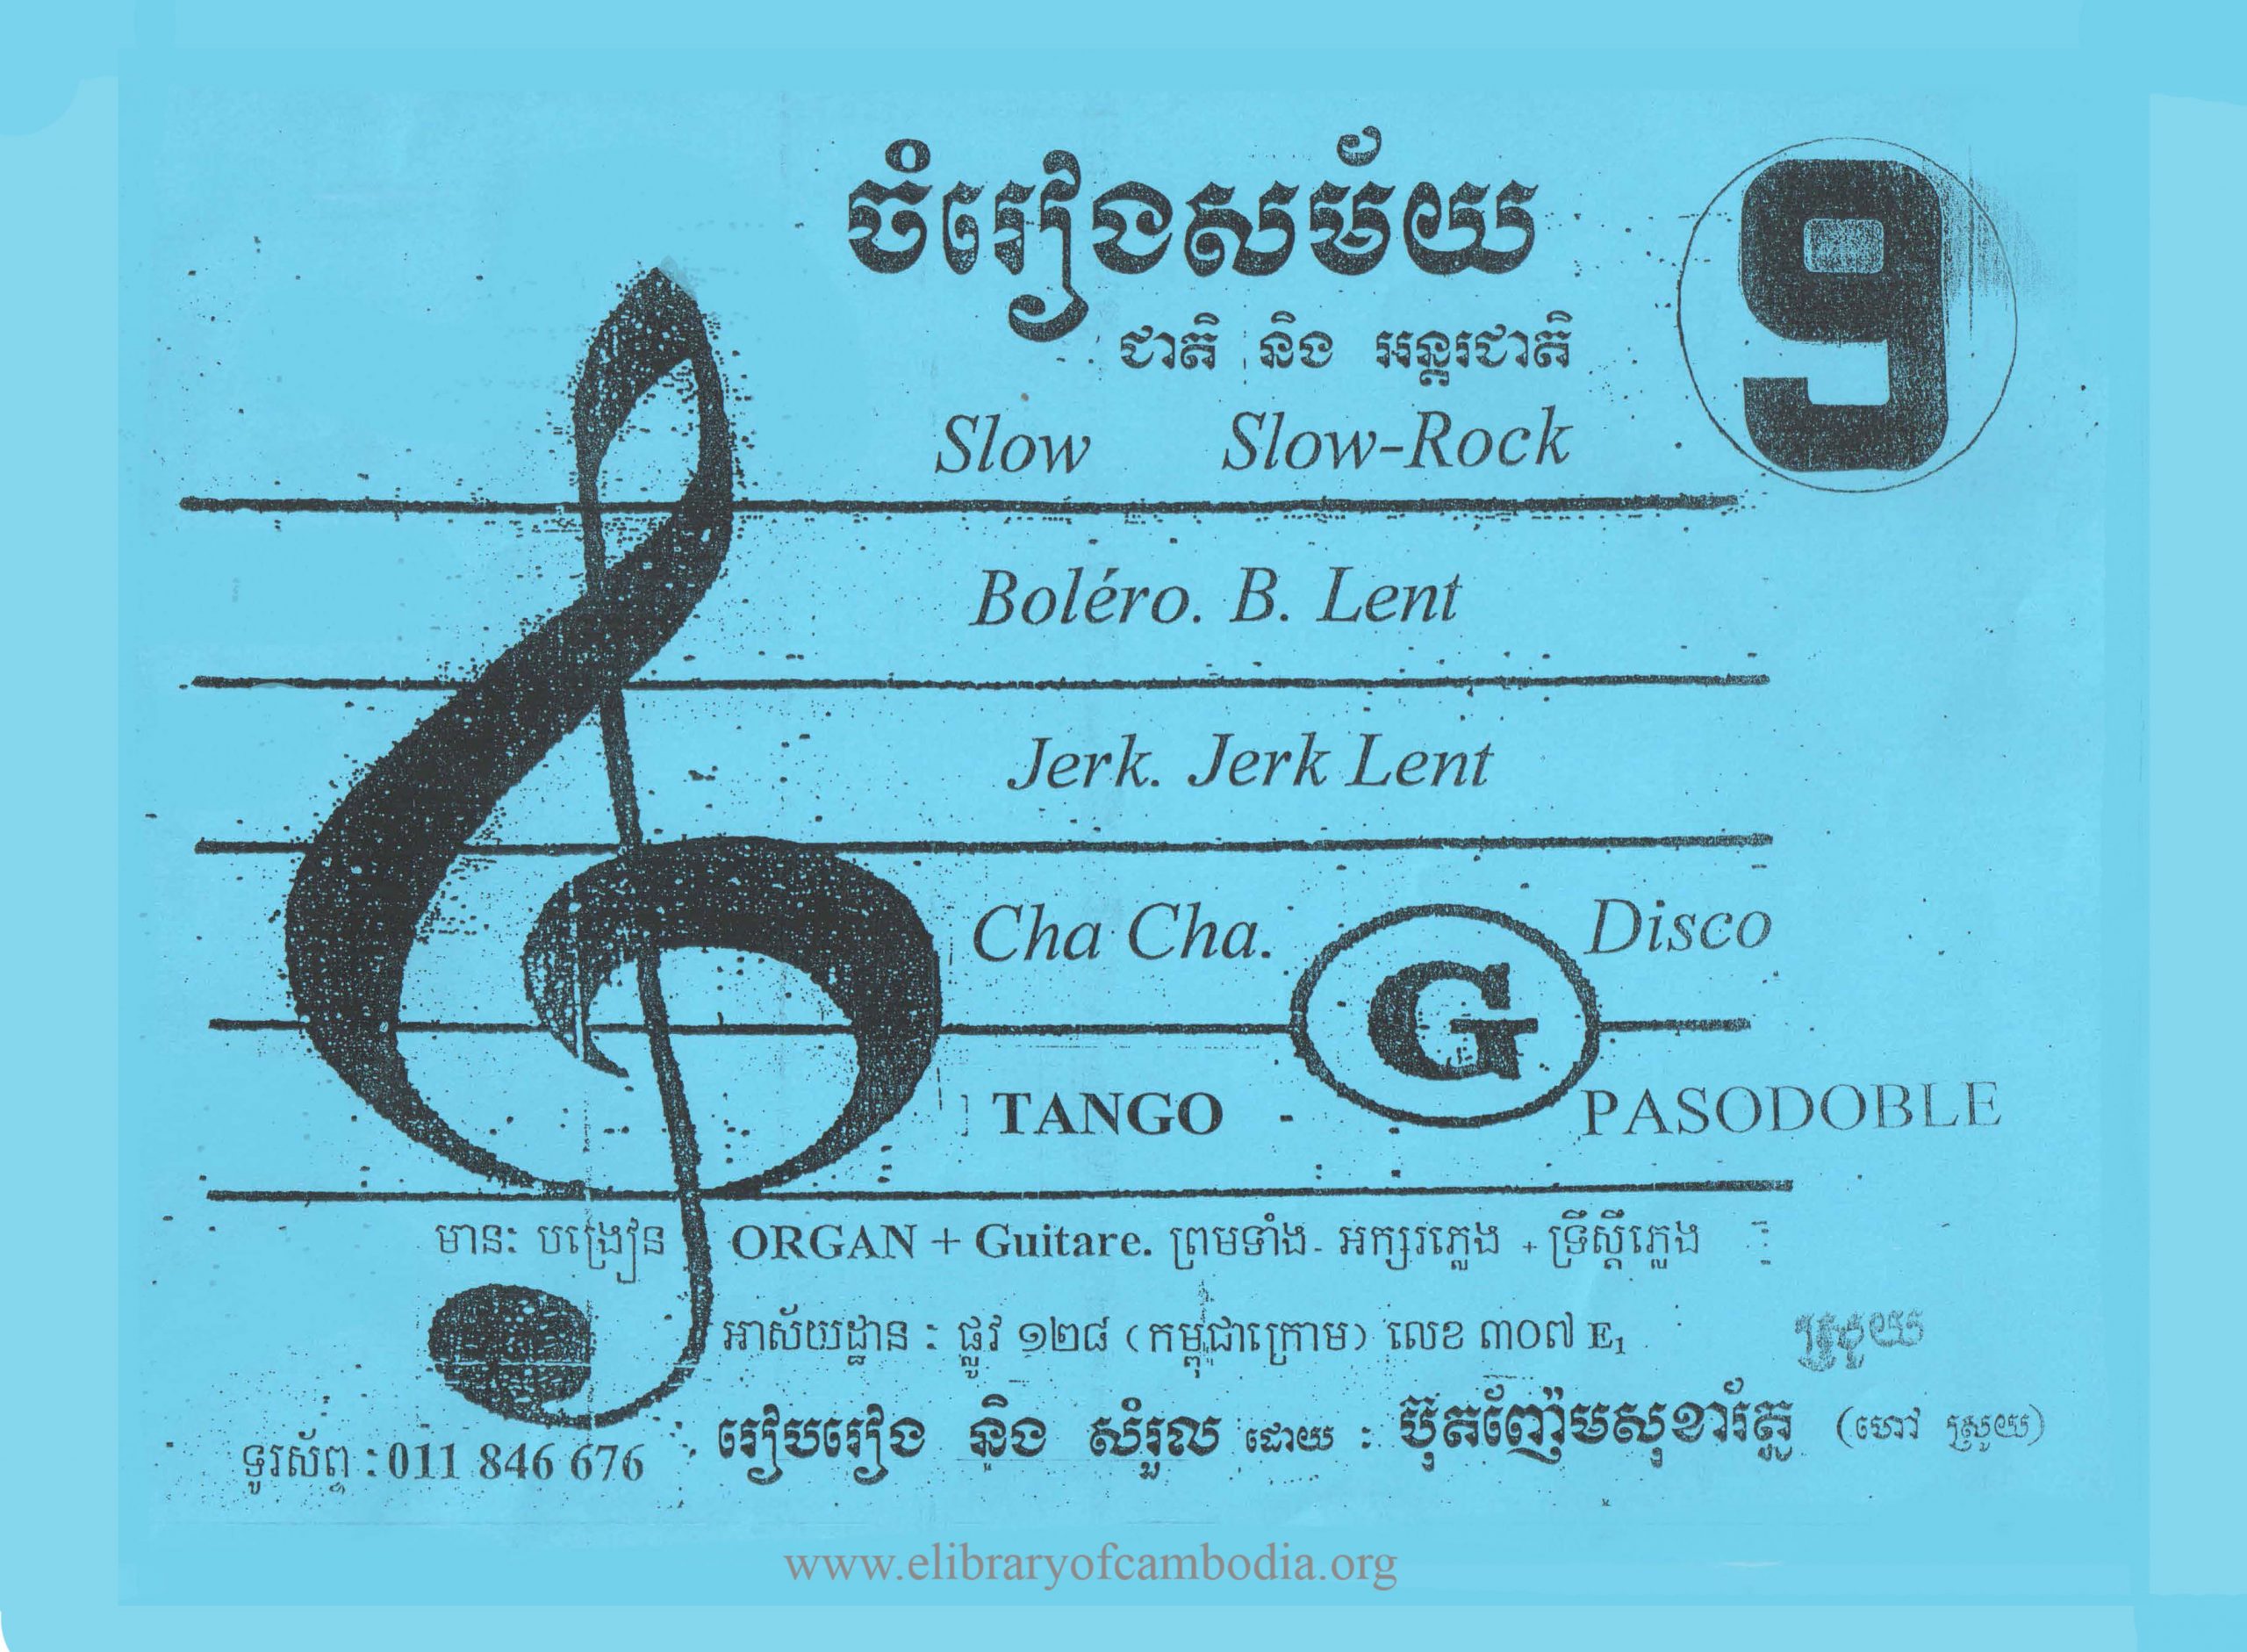 ចំរៀងសម័យ
9
ជាតិ និង អន្តរជាតិ
Slow Slow-Rock
Boléro. B. Lent
Jerk. Jerk Lent
Cha Cha. Disco
G
TANGO - PASODOBLE
មាន: បង្រៀន ORGAN + Guitare. ព្រមទាំង - អក្សរភ្លេង + ទ្រឹស្តីភ្លេង
អាស័យដ្ឋាន : ផ្លូវ ១២៨ (កម្ពុជាក្រោម) លេខ ៣០៧ E₁
ស្រួយ
រៀបរៀង និង សំរួល ដោយ : ប៊ុតញ៉ែមសុខារ័ត្ន (ហៅ ស្រួយ)
ទូរស័ព្ទ : 011 846 676
www.elibraryofcambodia.org